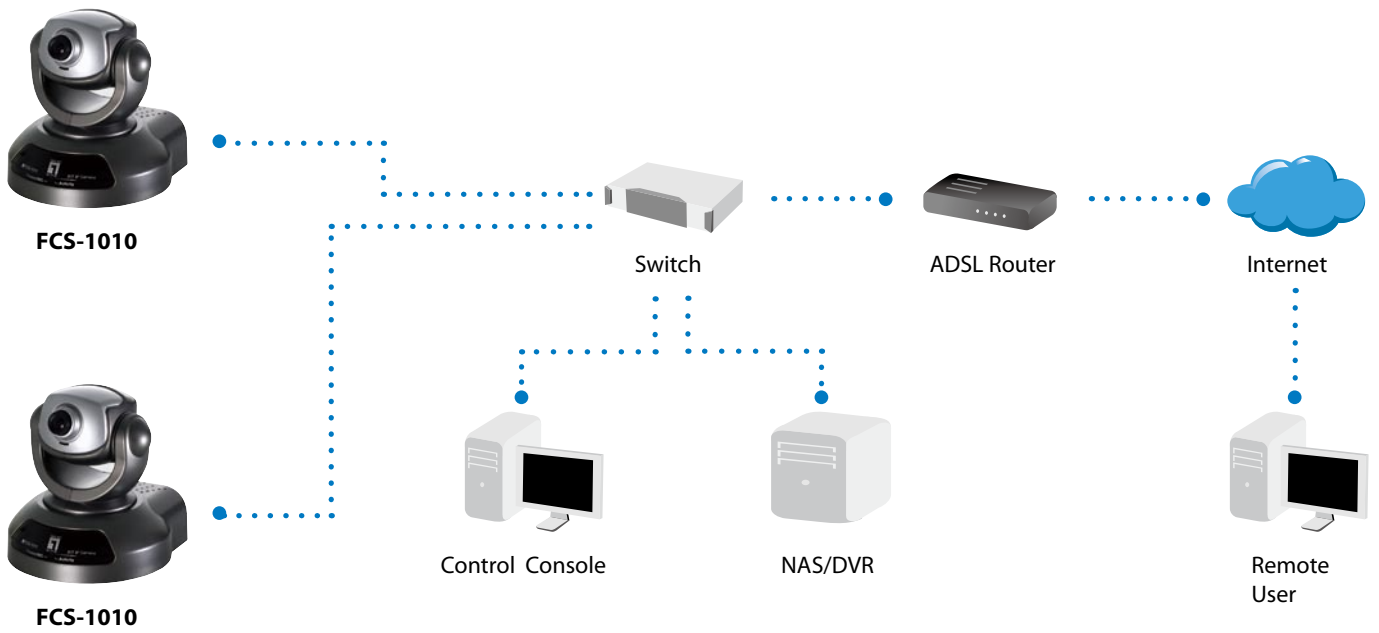 FCS-1010
Switch
ADSL Router
Internet
Control Console
NAS/DVR
Remote
User
FCS-1010